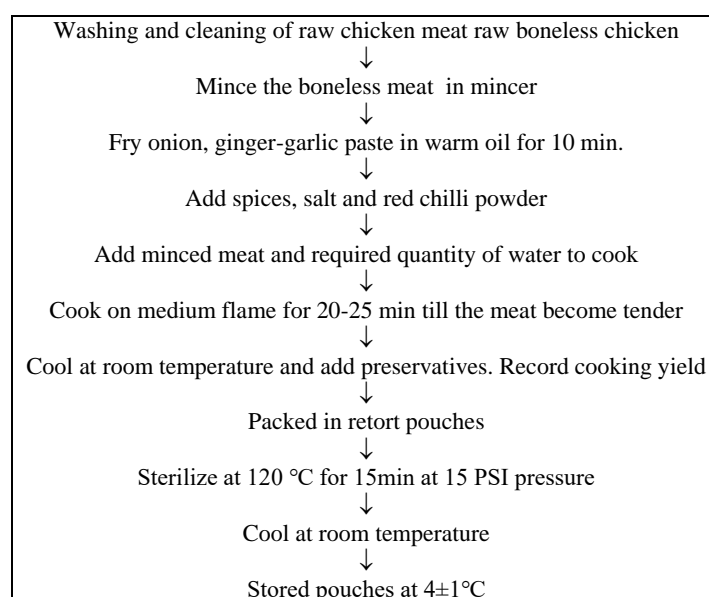 Washing and cleaning of raw chicken meat raw boneless chicken
↓
Mince the boneless meat in mincer
↓
Fry onion, ginger-garlic paste in warm oil for 10 min.
↓
Add spices, salt and red chilli powder
↓
Add minced meat and required quantity of water to cook
↓
Cook on medium flame for 20-25 min till the meat become tender
↓
Cool at room temperature and add preservatives. Record cooking yield
↓
Packed in retort pouches
↓
Sterilize at 120 °C for 15min at 15 PSI pressure
↓
Cool at room temperature
↓
Stored pouches at 4±1°C